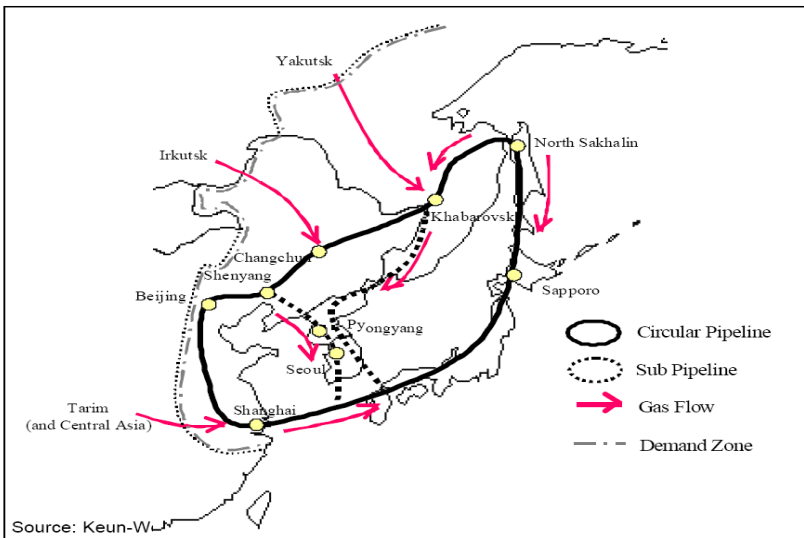 Yakutsk
North Sakhalin
Irkutsk
Khabarovsk
Changchun
Shenyang
Beijing
Sapporo
Pyongyang
Seoul
Circular Pipeline
Sub Pipeline
Gas Flow
Demand Zone
Shanghai
Tarim
(and Central Asia)
Source: Keun-W